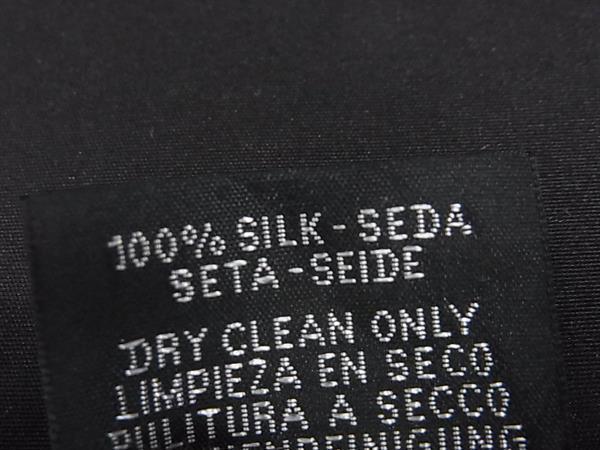 100% SILK-SEDA
SETA-SEIDE
DRY CLEAN ONLY
LIMPIEZA EN SECO
PULITURA A SECCO